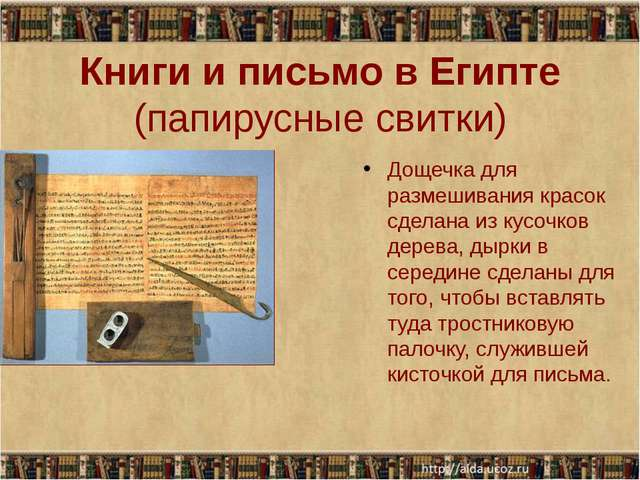 Книги и письмо в Египте
(папирусные свитки)
• Дощечка для
размешивания красок
сделана из кусочков
дерева, дырки в
середине сделаны для
того, чтобы вставлять
туда тростниковую
палочку, служившей
кисточкой для письма.
http://alda.ucoz.ru